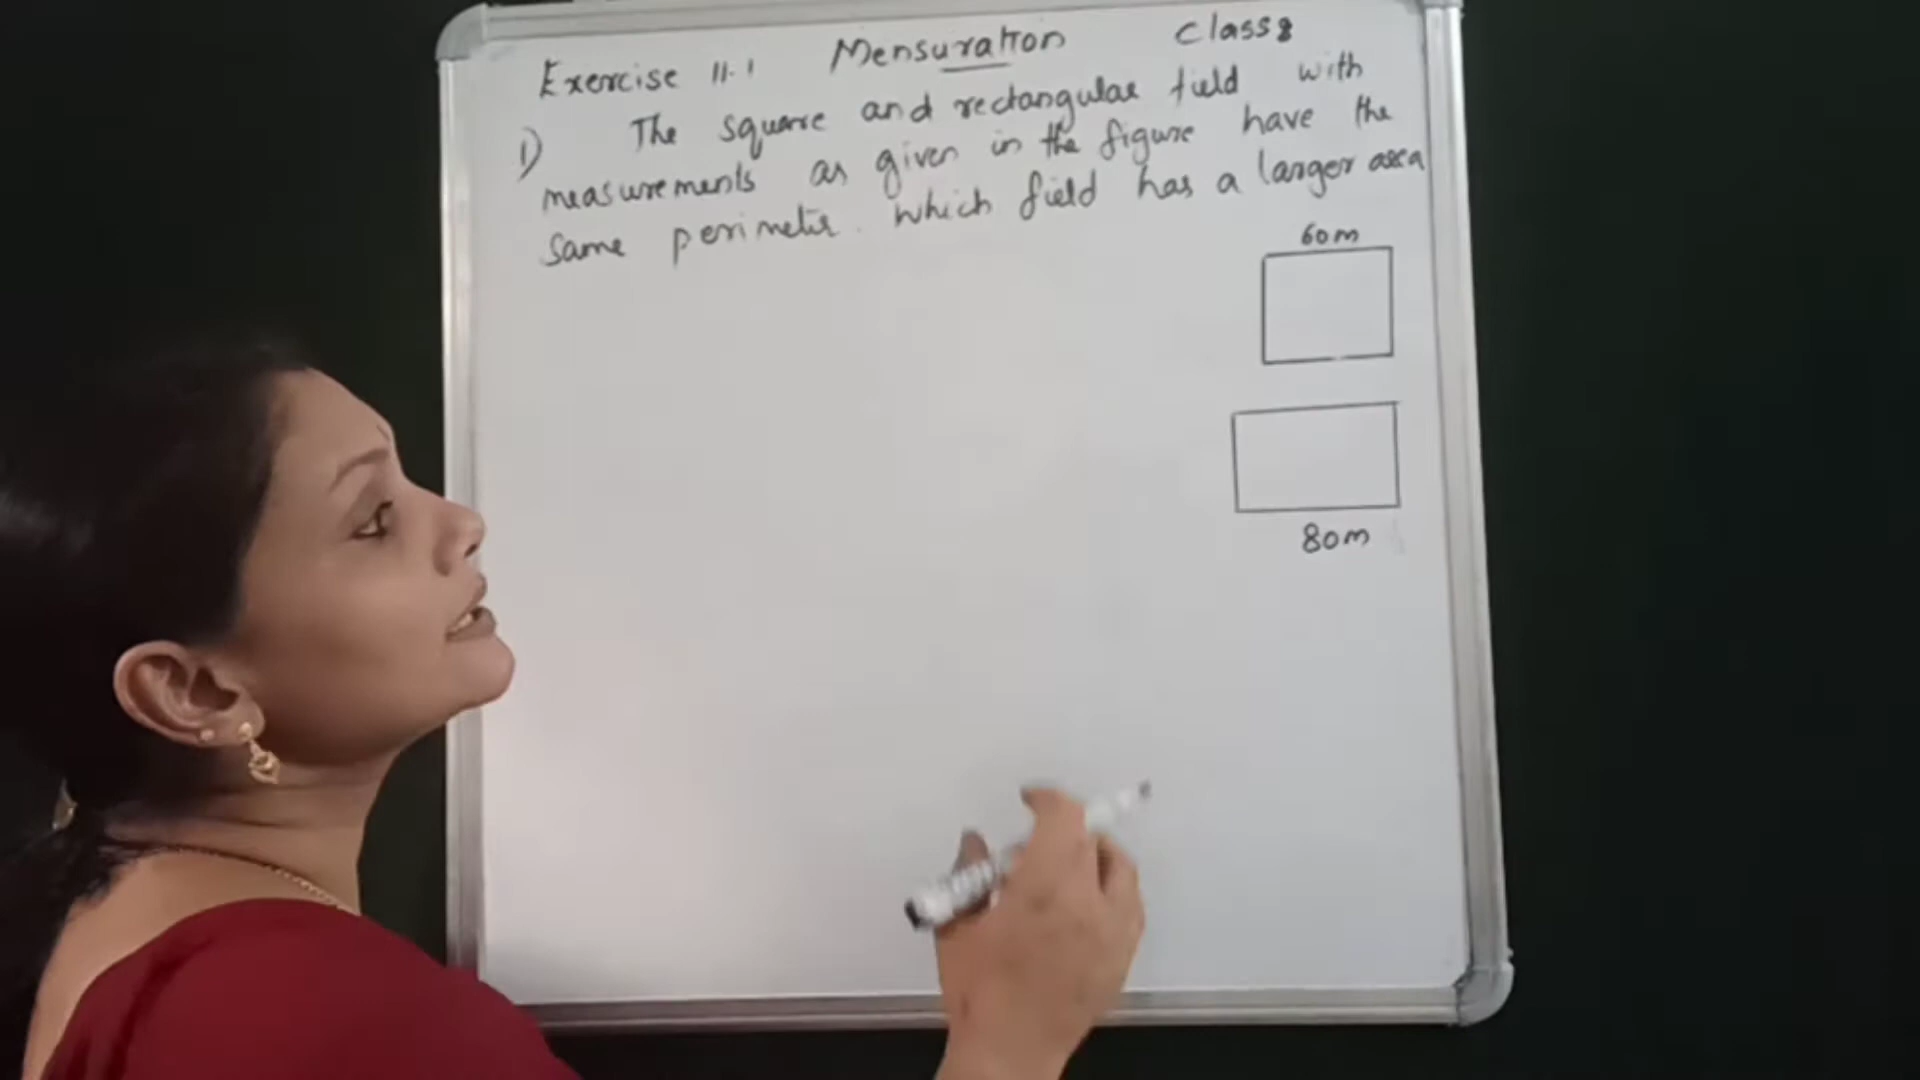 Exercise 11.1 Mensuration Class 8
1) The square and rectangular field with
measurements as given in the figure have the
same perimeter. which field has a larger area
60m
80m